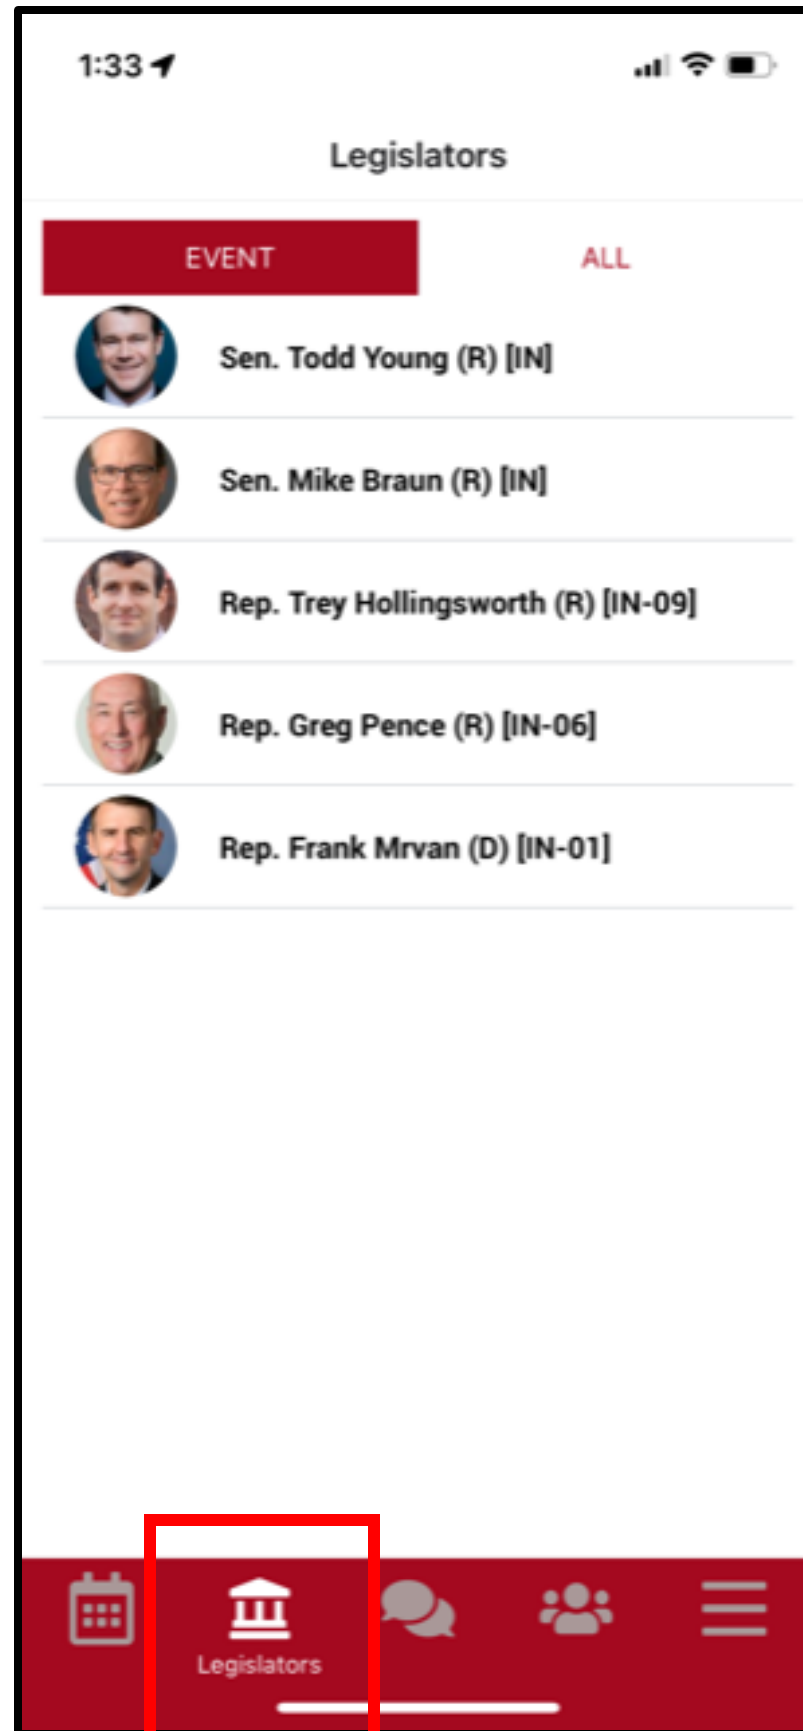 1:33
Legislators
EVENT ALL
Sen. Todd Young (R) [IN]
Sen. Mike Braun (R) [IN]
Rep. Trey Hollingsworth (R) [IN-09]
Rep. Greg Pence (R) [IN-06]
Rep. Frank Mrvan (D) [IN-01]
Legislators